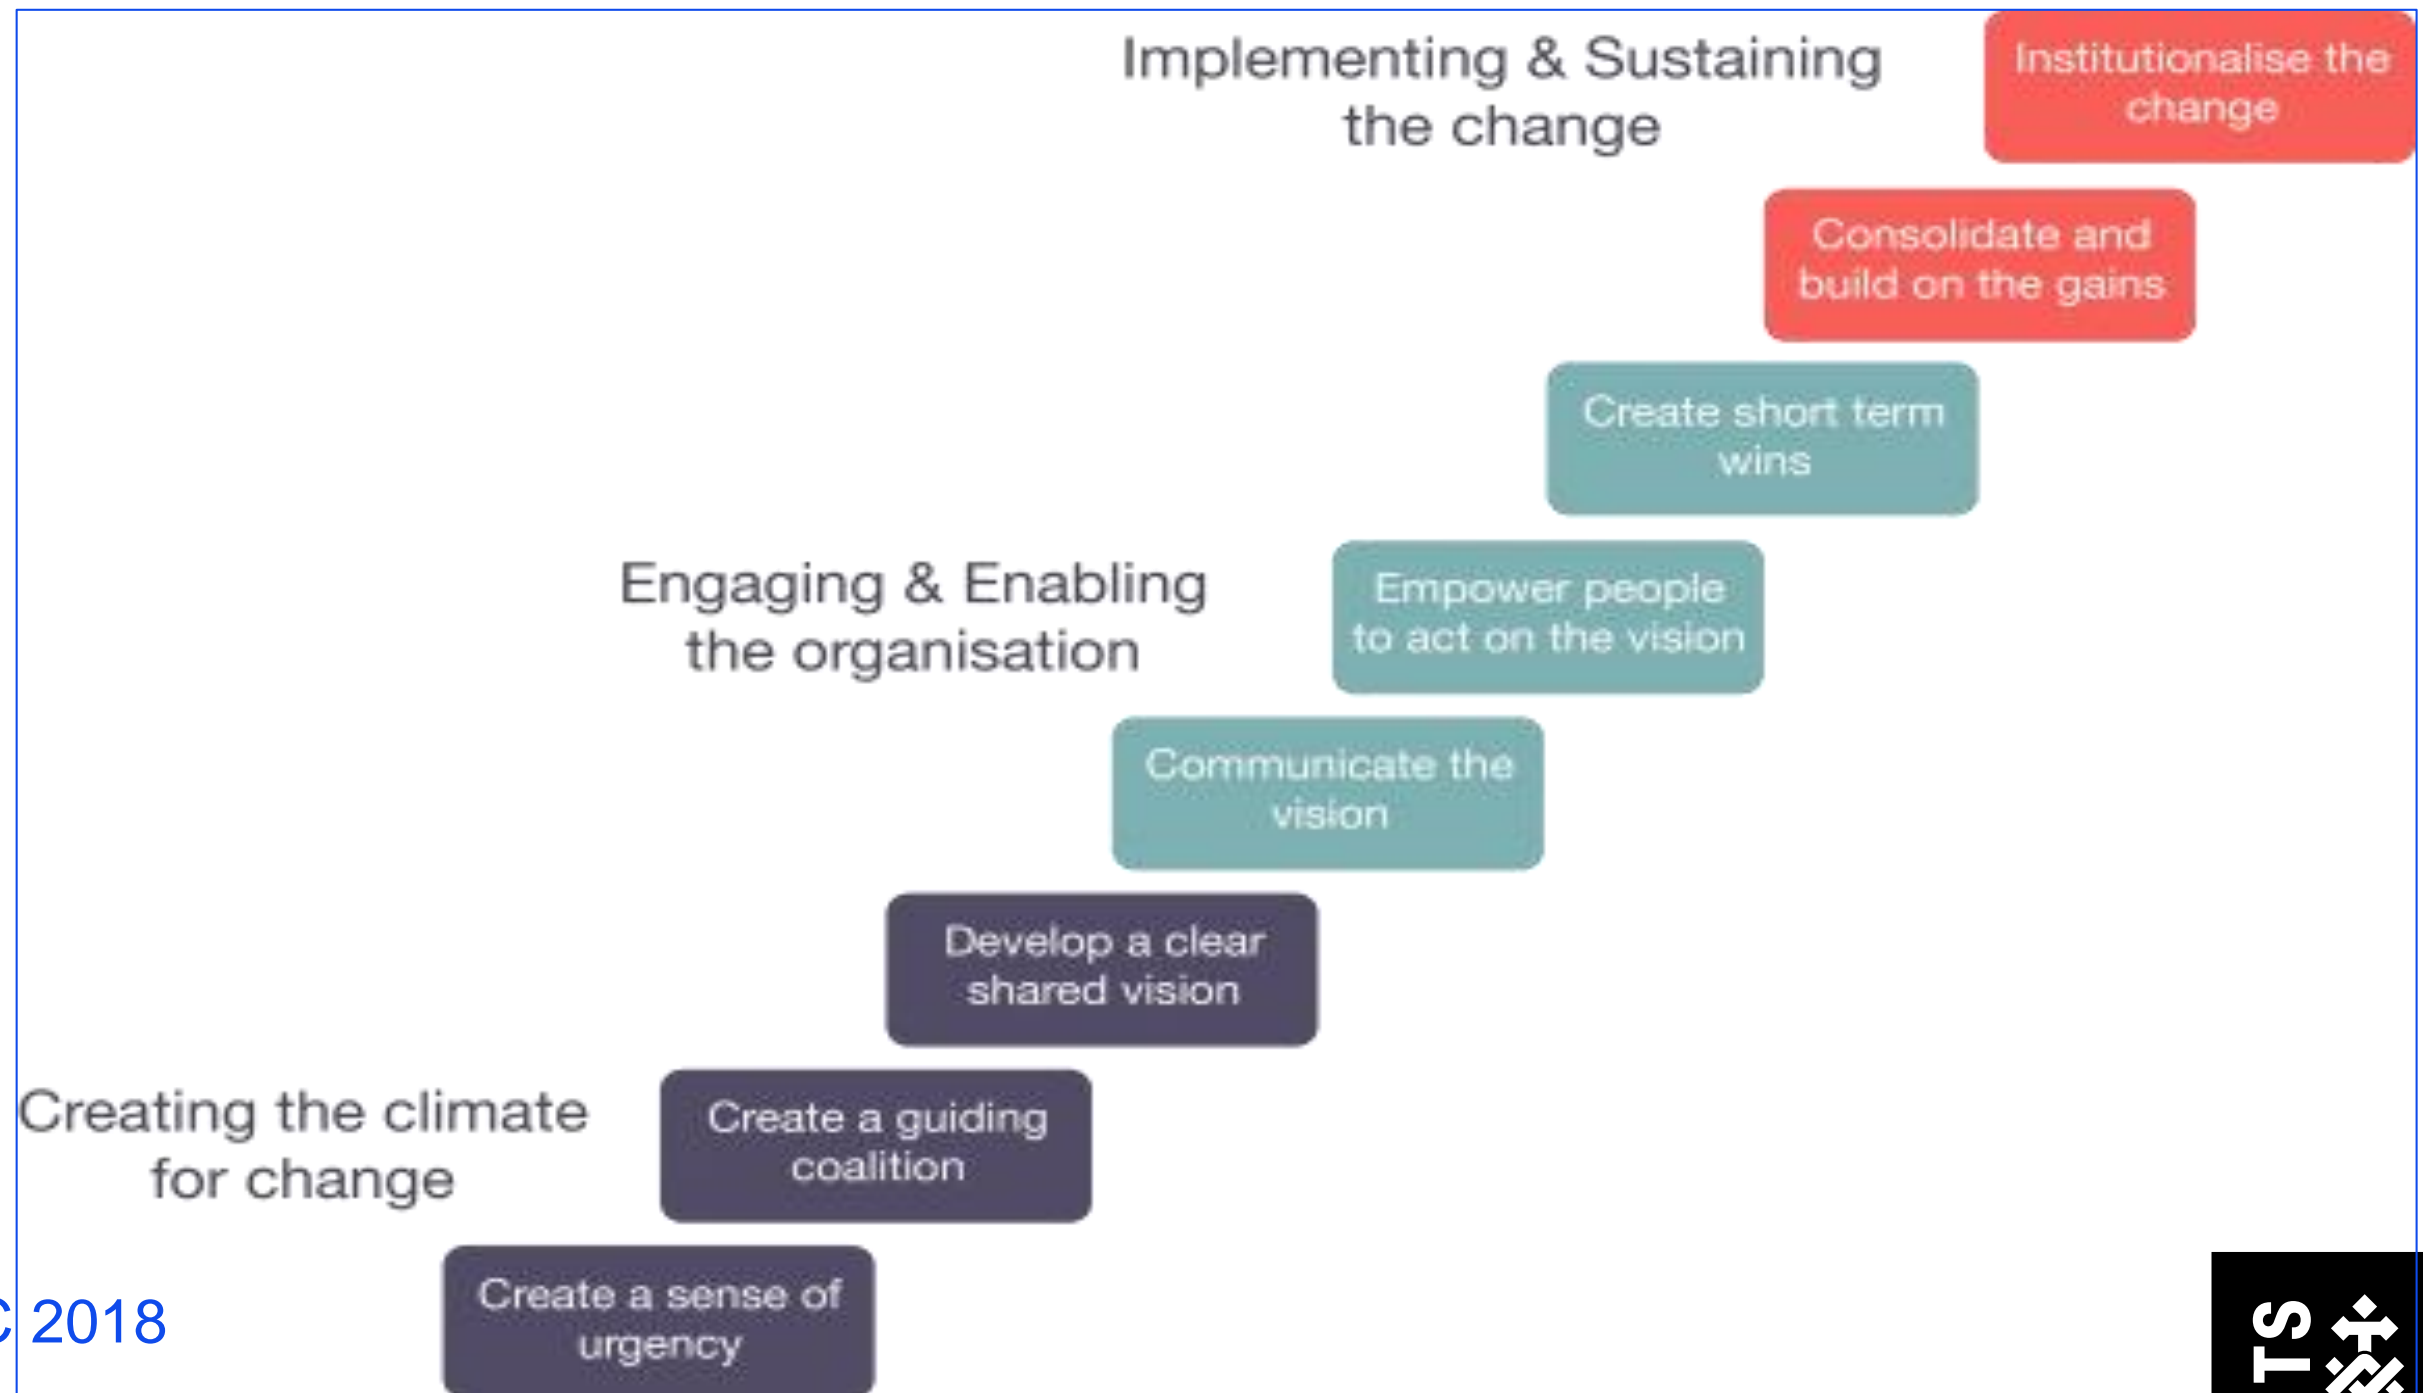 Implementing & Sustaining
the change
Institutionalise the
change
Consolidate and
build on the gains
Create short term
wins
Engaging & Enabling
the organisation
Empower people
to act on the vision
Communicate the
vision
Develop a clear
shared vision
Creating the climate
for change
Create a guiding
coalition
Create a sense of
urgency
C 2018
TS